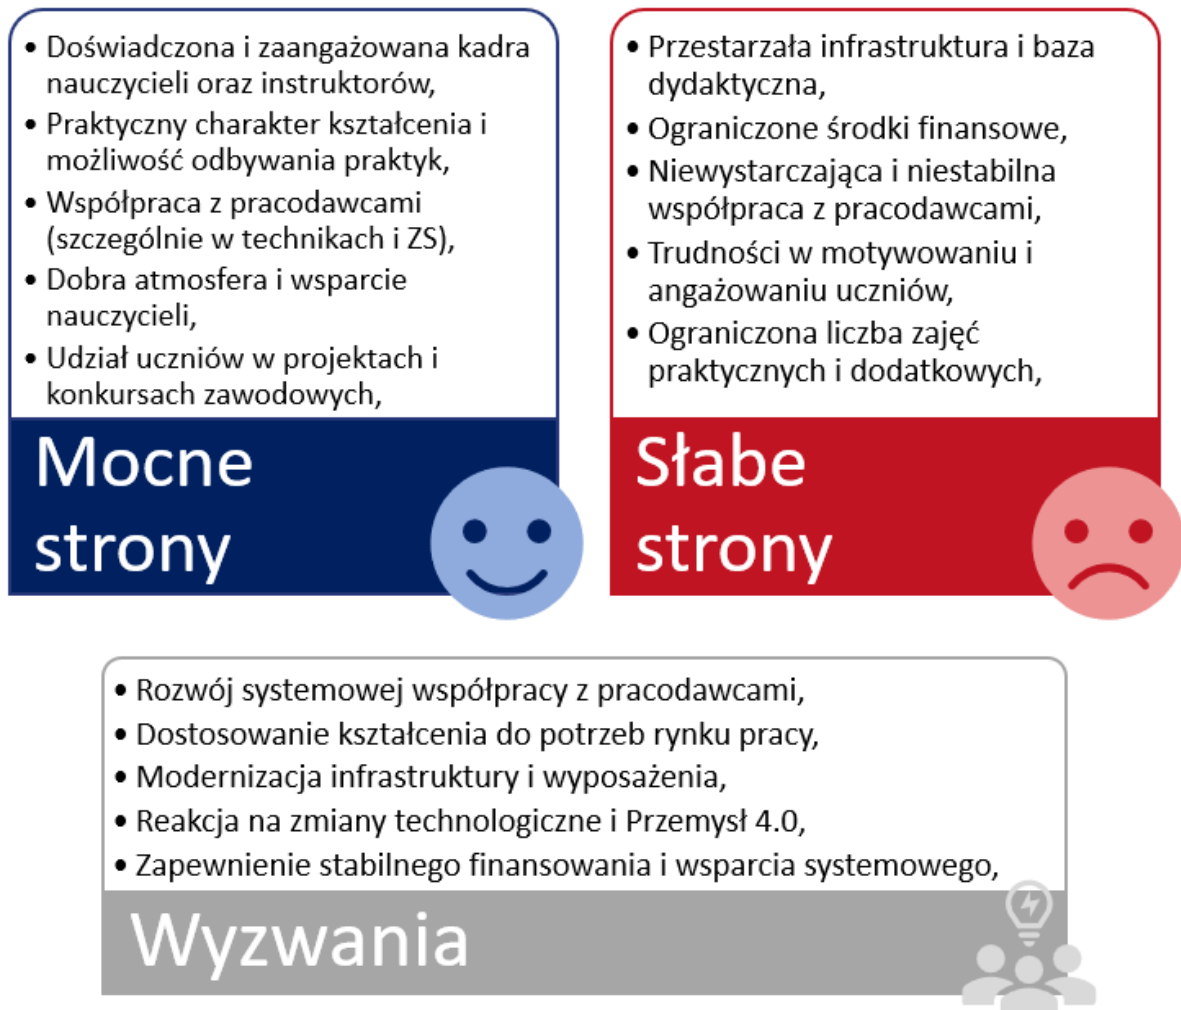 • Doświadczona i zaangażowana kadra
nauczycieli oraz instruktorów,
• Praktyczny charakter kształcenia i
możliwość odbywania praktyk,
• Współpraca z pracodawcami
(szczególnie w technikach i ZS),
• Dobra atmosfera i wsparcie
nauczycieli,
• Udział uczniów w projektach i
konkursach zawodowych,
Mocne
strony
• Przestarzała infrastruktura i baza
dydaktyczna,
• Ograniczone środki finansowe,
• Niewystarczająca i niestabilna
współpraca z pracodawcami,
• Trudności w motywowaniu i
angażowaniu uczniów,
• Ograniczona liczba zajęć
praktycznych i dodatkowych,
Słabe
strony
• Rozwój systemowej współpracy z pracodawcami,
• Dostosowanie kształcenia do potrzeb rynku pracy,
• Modernizacja infrastruktury i wyposażenia,
• Reakcja na zmiany technologiczne i Przemysł 4.0,
• Zapewnienie stabilnego finansowania i wsparcia systemowego,
Wyzwania